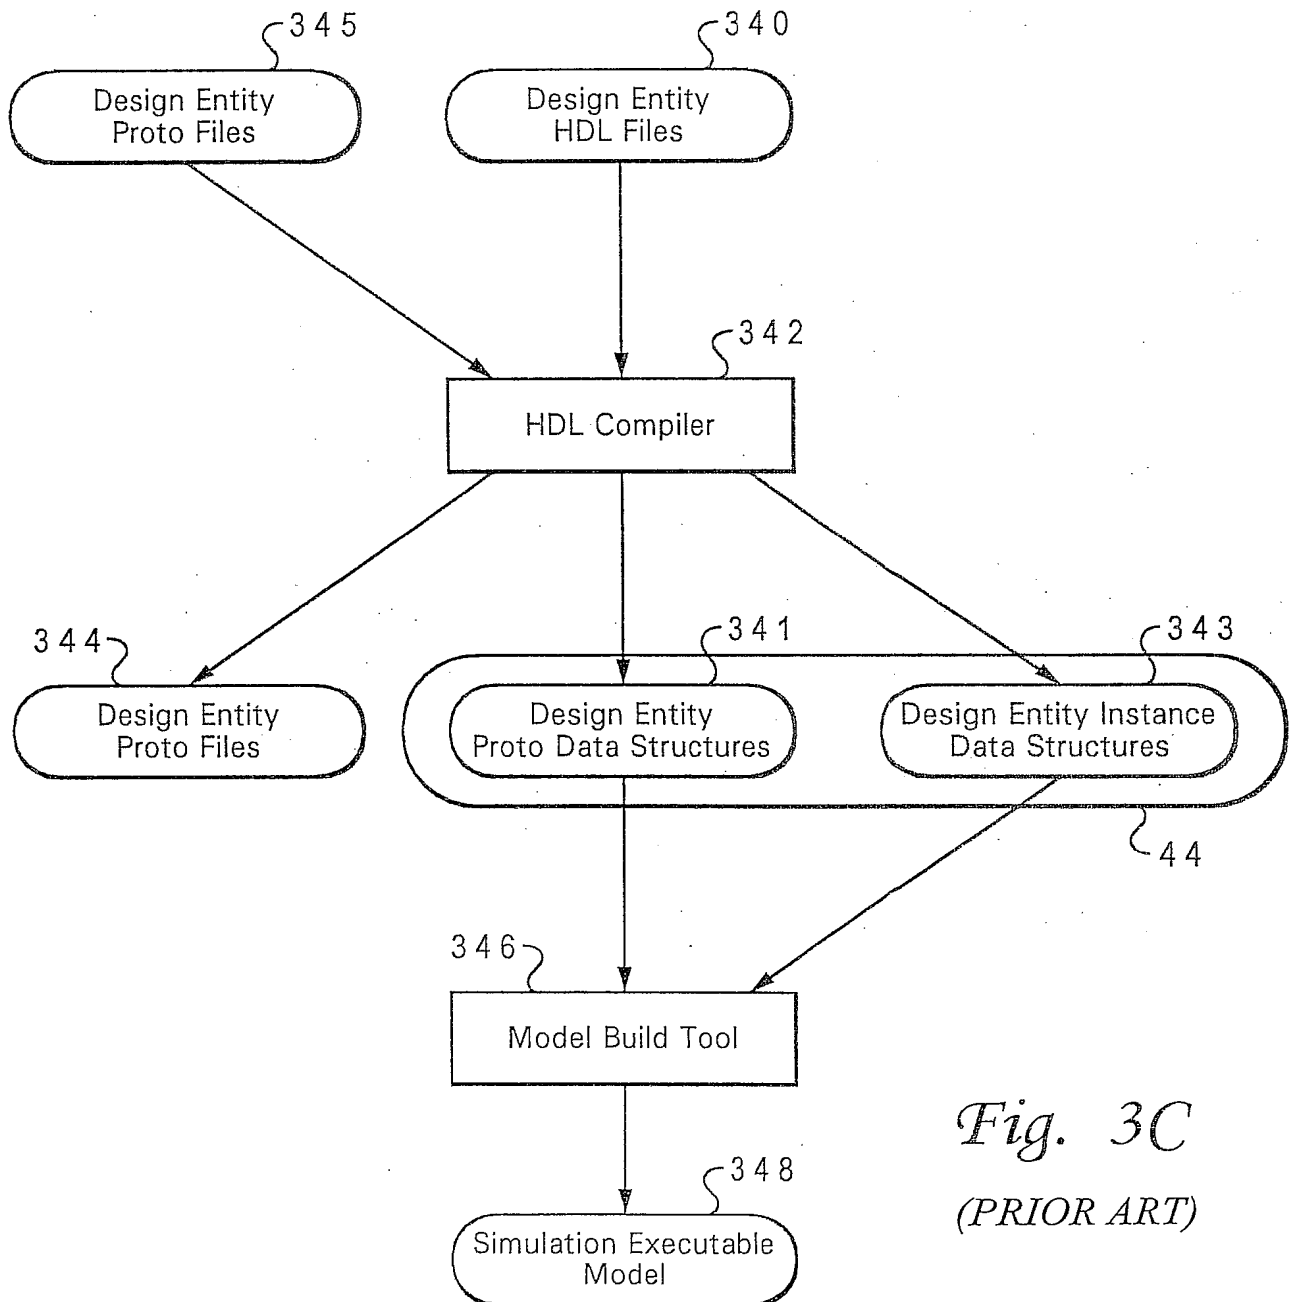 345
340
Design Entity
Proto Files
Design Entity
HDL Files
342
HDL Compiler
344
341
343
Design Entity
Proto Files
Design Entity
Proto Data Structures
Design Entity Instance
Data Structures
44
346
Model Build Tool
Fig. 3C
(PRIOR ART)
348
Simulation Executable
Model